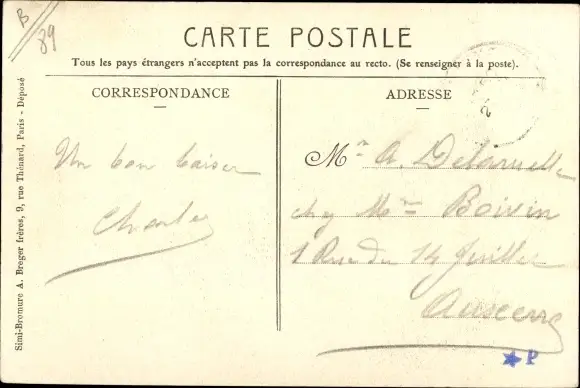 B
89
CARTE POSTALE
Tous les pays étrangers n'acceptent pas la correspondance au recto. (Se renseigner à la poste).
CORRESPONDANCE
ADRESSE
Un bon baiser
Charles
Mr A. Delaruelle
chez Mme Boivin
1 Rue du 14 Juillet
Auxerre
Simi-Bromure A. Breger frères, 9, rue Thénard, Paris - Déposé
P